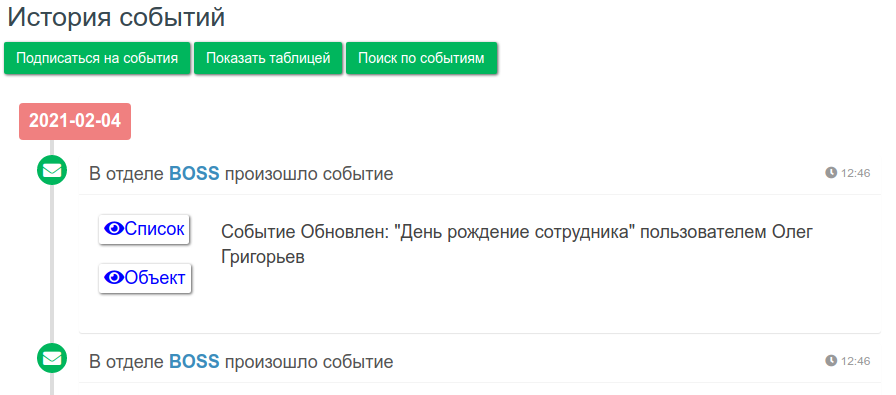 История событий
Подписаться на события Показать таблицей Поиск по событиям
2021-02-04
В отделе BOSS произошло событие 12:46
Список
Событие Обновлен: "День рождение сотрудника" пользователем Олег
Григорьев
Объект
В отделе BOSS произошло событие 12:46